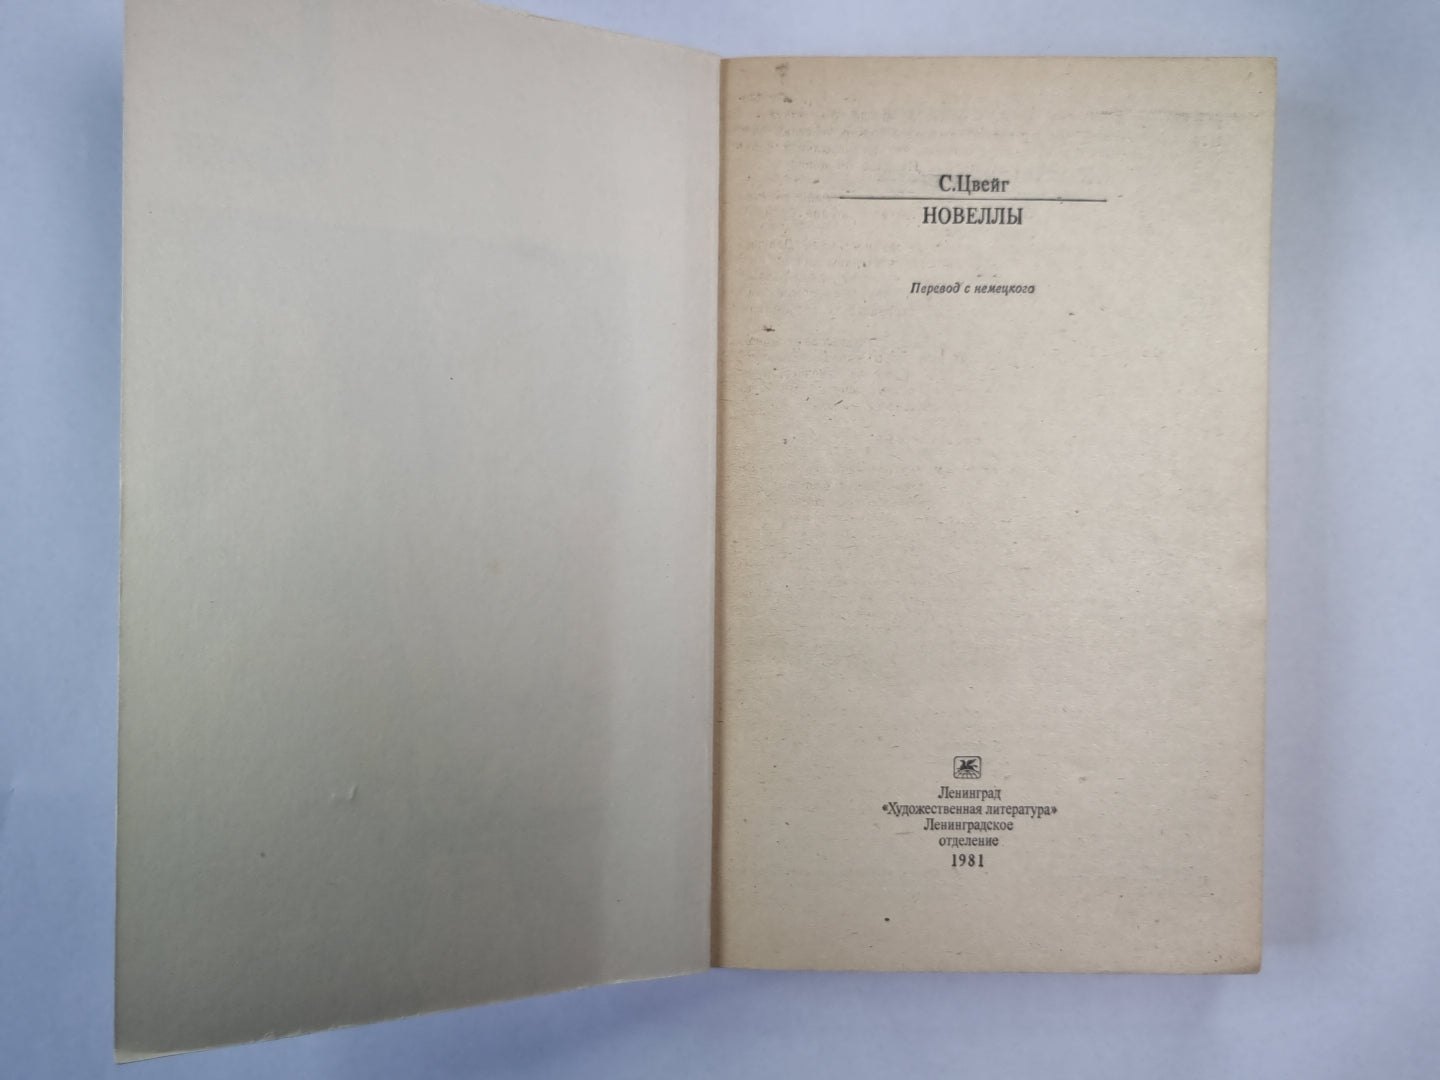 С.Цвейг
НОВЕЛЛЫ
Перевод с немецкого
Ленинград
«Художественная литература»
Ленинградское
отделение
1981